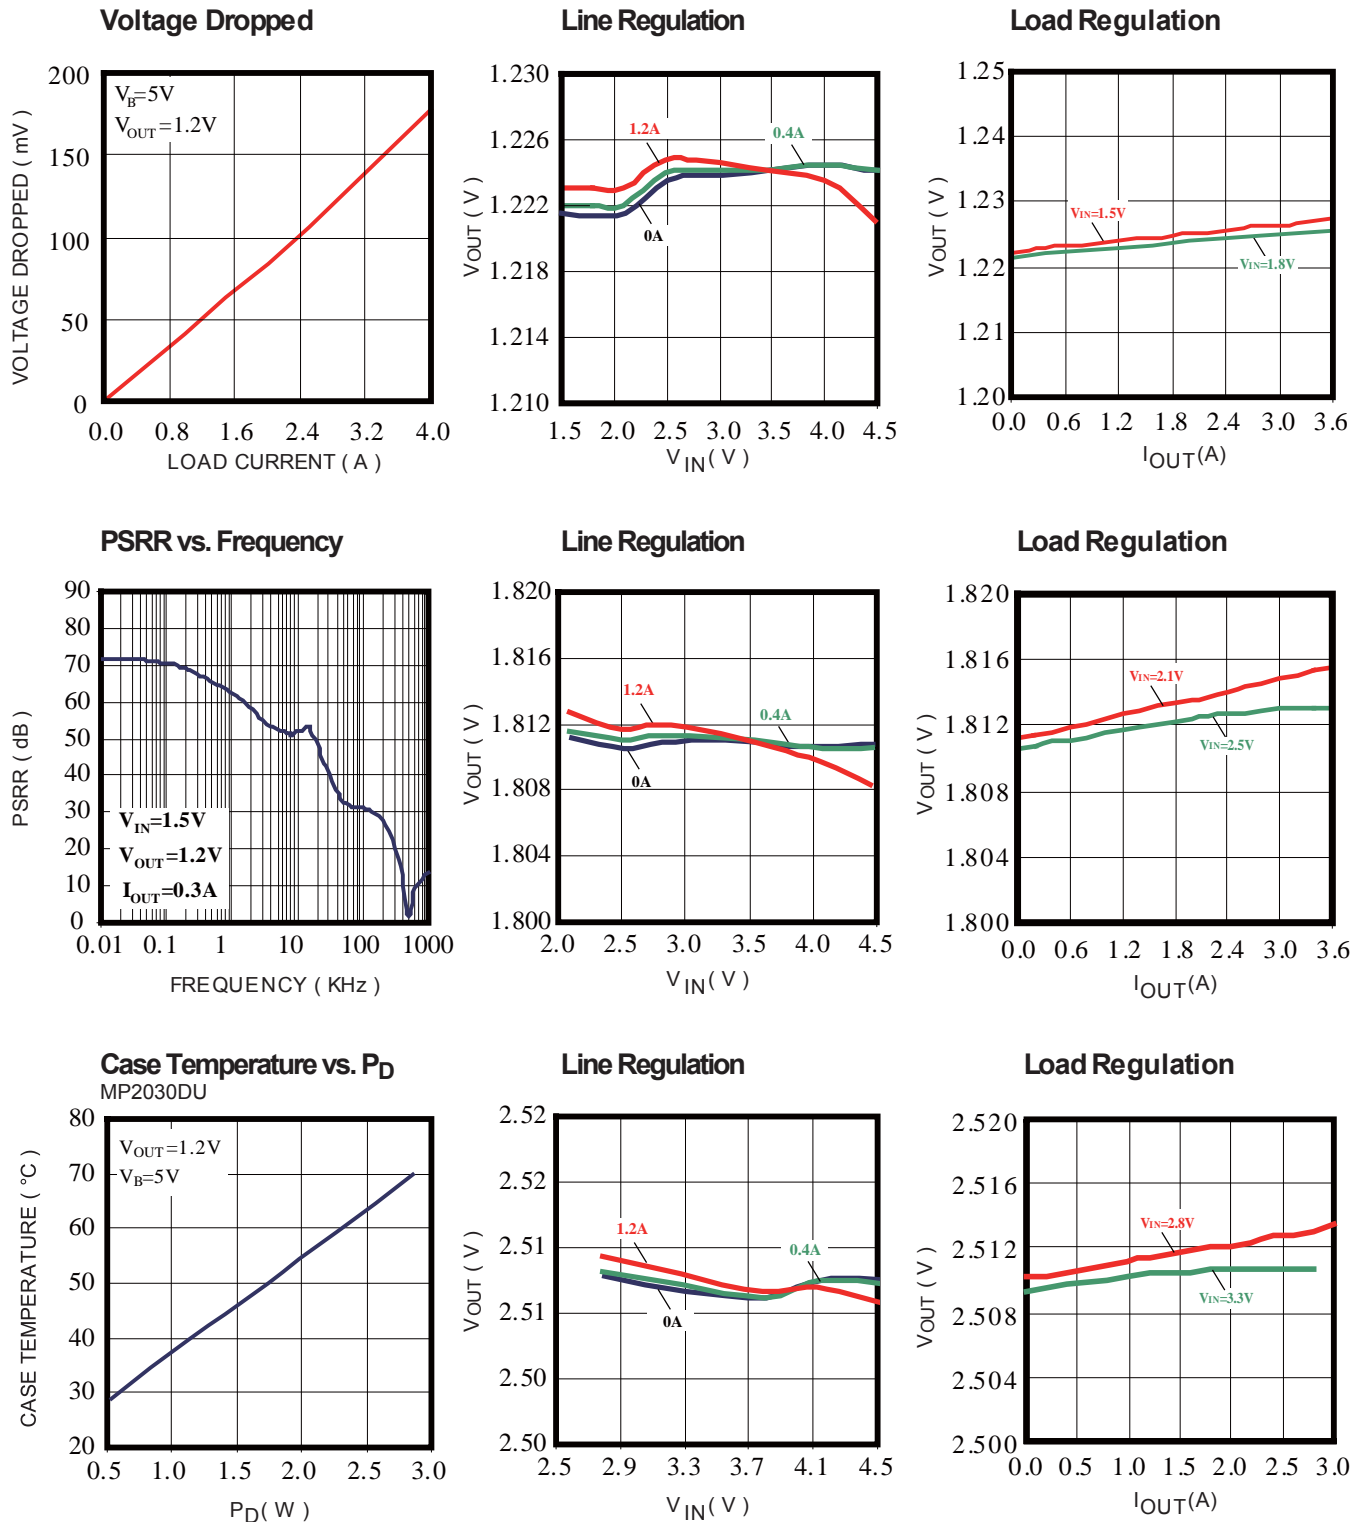 Voltage Dropped
200
150
100
50
0
VB=5V
VOUT=1.2V
0.0 0.8 1.6 2.4 3.2 4.0
LOAD CURRENT ( A )
VOLTAGE DROPPED ( mV )
Line Regulation
1.230
1.226
1.222
1.218
1.214
1.210
1.2A
0.4A
0A
1.5 2.0 2.5 3.0 3.5 4.0 4.5
VIN( V )
VOUT ( V )
Load Regulation
1.25
1.24
1.23
1.22
1.21
1.20
VIN=1.5V
VIN=1.8V
0.0 0.6 1.2 1.8 2.4 3.0 3.6
IOUT(A)
VOUT ( V )
PSRR vs. Frequency
90
80
70
60
50
40
30
20
10
0
VIN=1.5V
VOUT=1.2V
IOUT=0.3A
0.01 0.1 1 10 100 1000
FREQUENCY ( KHz )
PSRR ( dB )
Line Regulation
1.820
1.816
1.812
1.808
1.804
1.800
1.2A
0.4A
0A
2.0 2.5 3.0 3.5 4.0 4.5
VIN( V )
VOUT ( V )
Load Regulation
1.820
1.816
1.812
1.808
1.804
1.800
VIN=2.1V
VIN=2.5V
0.0 0.6 1.2 1.8 2.4 3.0 3.6
IOUT(A)
VOUT ( V )
Case Temperature vs. PD
MP2030DU
80
70
60
50
40
30
20
VOUT=1.2V
VB=5V
0.5 1.0 1.5 2.0 2.5 3.0
PD( W )
CASE TEMPERATURE ( °C )
Line Regulation
2.52
2.52
2.51
2.51
2.50
2.50
1.2A
0.4A
0A
2.5 2.9 3.3 3.7 4.1 4.5
VIN( V )
VOUT ( V )
Load Regulation
2.520
2.516
2.512
2.508
2.504
2.500
VIN=2.8V
VIN=3.3V
0.0 0.5 1.0 1.5 2.0 2.5 3.0
IOUT(A)
VOUT ( V )